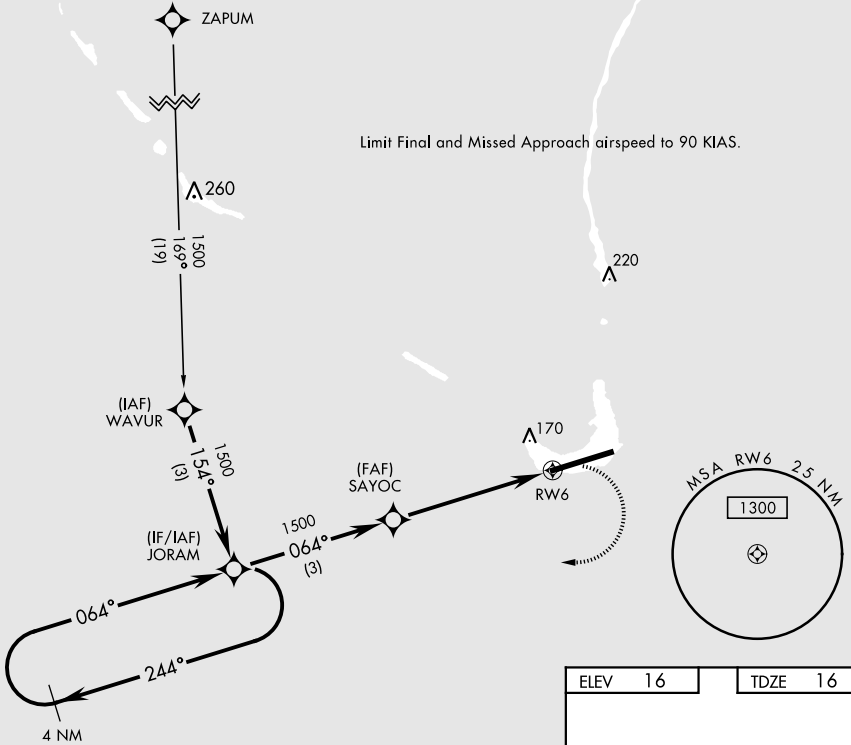 ZAPUM
Limit Final and Missed Approach airspeed to 90 KIAS.
260
1500
169°
(19)
220
(IAF)
WAVUR
1500
154°
(3)
170
(FAF)
SAYOC
RW6
MSA RW6 25 NM
1300
(IF/IAF)
JORAM
1500
064°
(3)
064°
244°
4 NM
ELEV 16
TDZE 16